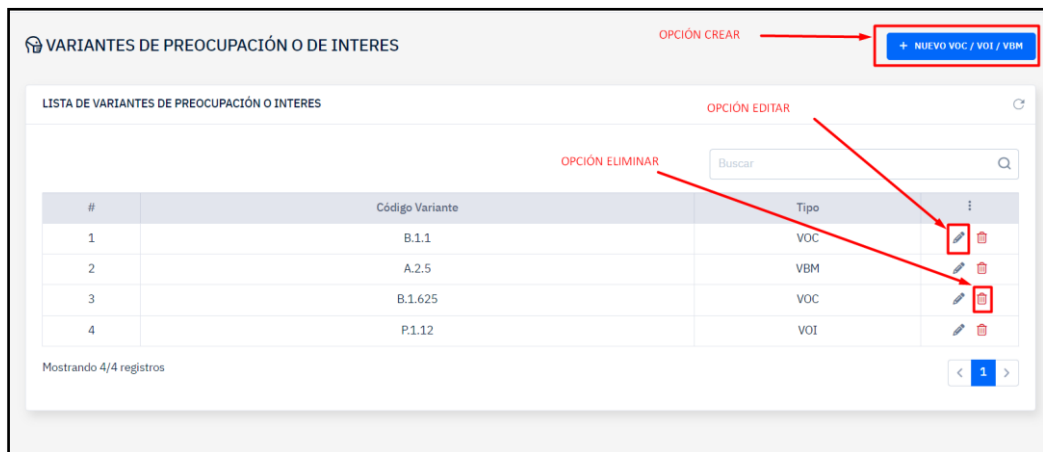 VARIANTES DE PREOCUPACIÓN O DE INTERES
OPCIÓN CREAR
+ NUEVO VOC / VOI / VBM
LISTA DE VARIANTES DE PREOCUPACIÓN O INTERES
OPCIÓN EDITAR
OPCIÓN ELIMINAR
Buscar
# Código Variante Tipo
1 B.1.1 VOC
2 A.2.5 VBM
3 B.1.625 VOC
4 P.1.12 VOI
Mostrando 4/4 registros
< 1 >